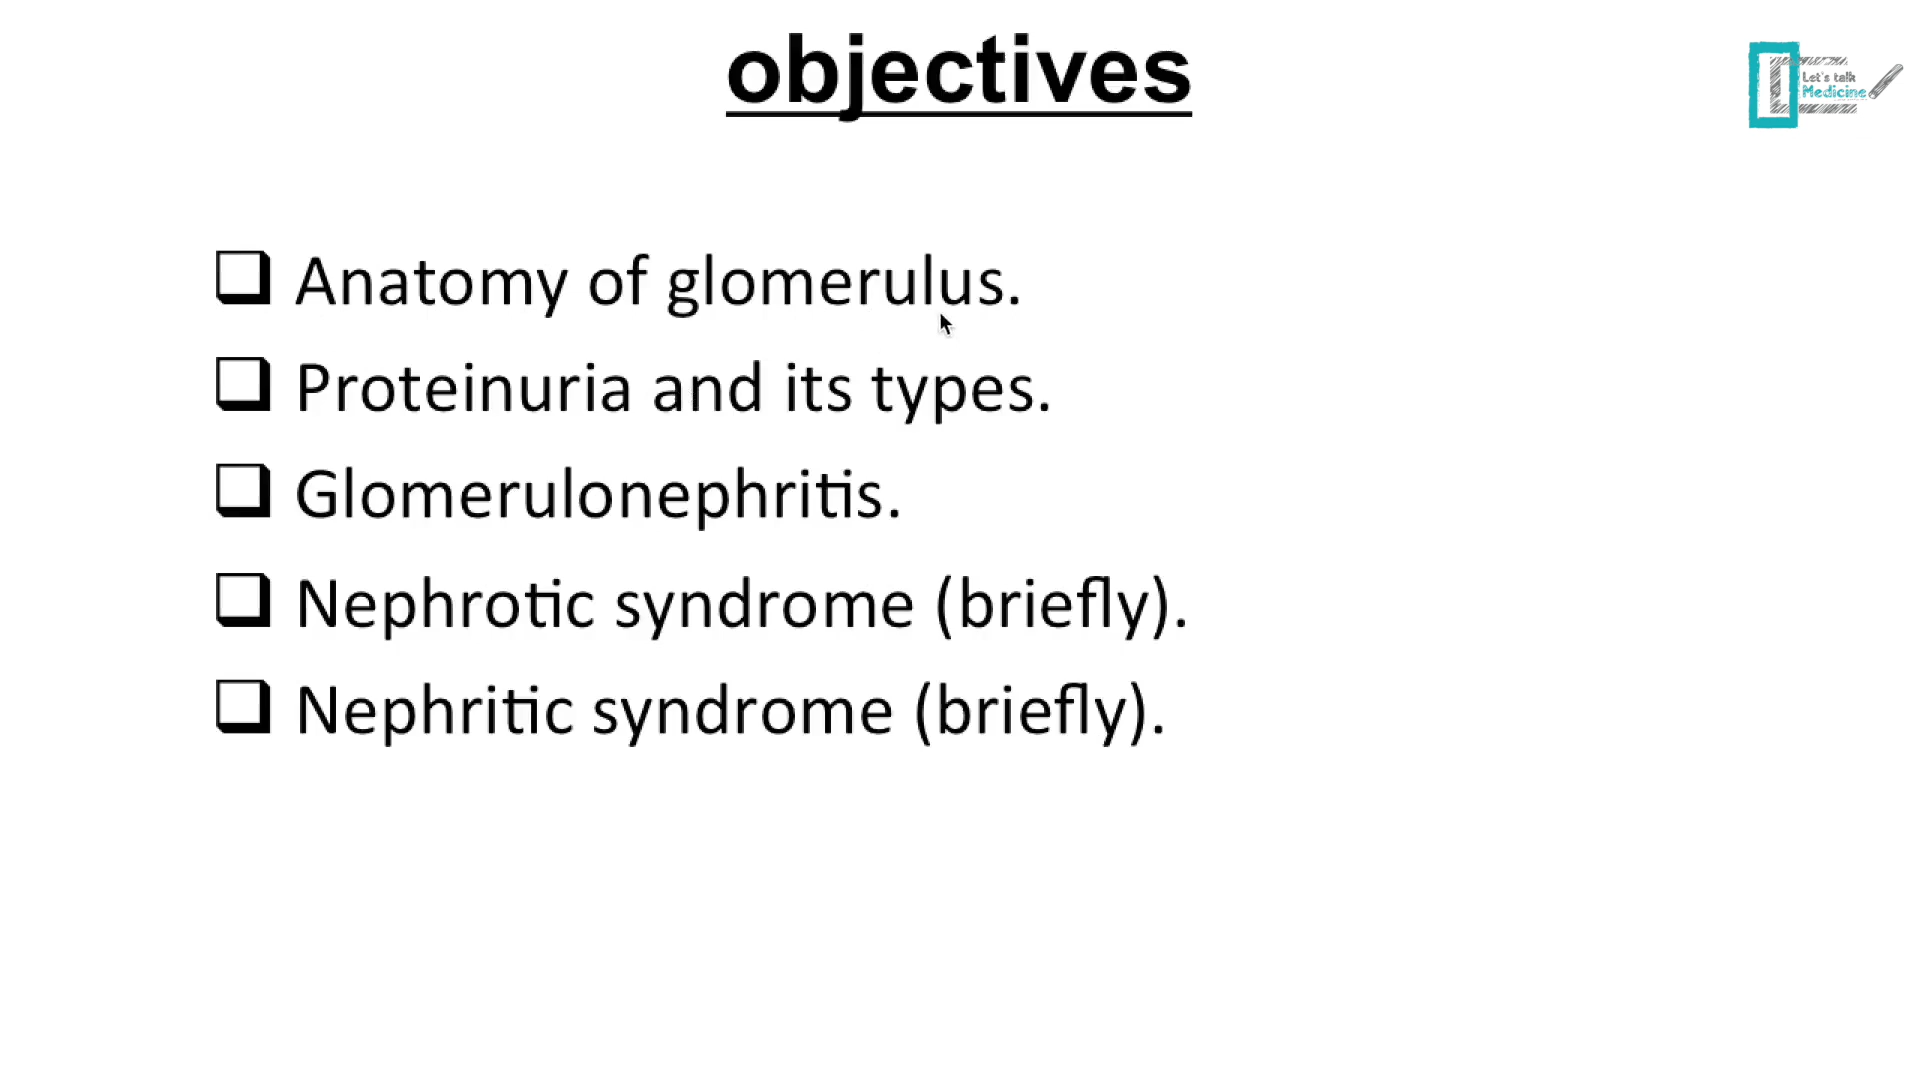 objectives
Let's talk
Medicine
Anatomy of glomerulus.
Proteinuria and its types.
Glomerulonephritis.
Nephrotic syndrome (briefly).
Nephritic syndrome (briefly).